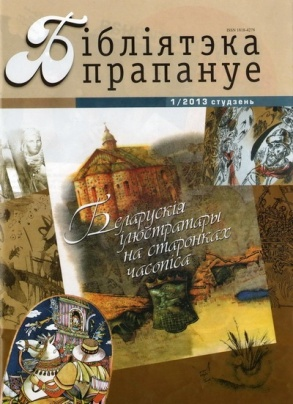 Бібліятэка
прапануе
1/2013 студзень
Беларускія
ілюстратары
на старонках
часопіса